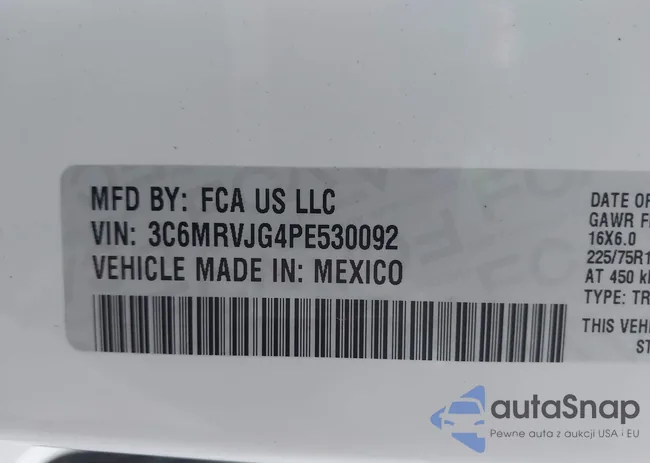 MFD BY: FCA US LLC
VIN: 3C6MRVJG4PE530092
VEHICLE MADE IN: MEXICO
DATE OF
GAWR F
16X6.0
225/75R1
AT 450 k
TYPE: TR
THIS VEH
ST
autaSnap
Pewne auta z aukcji USA i EU